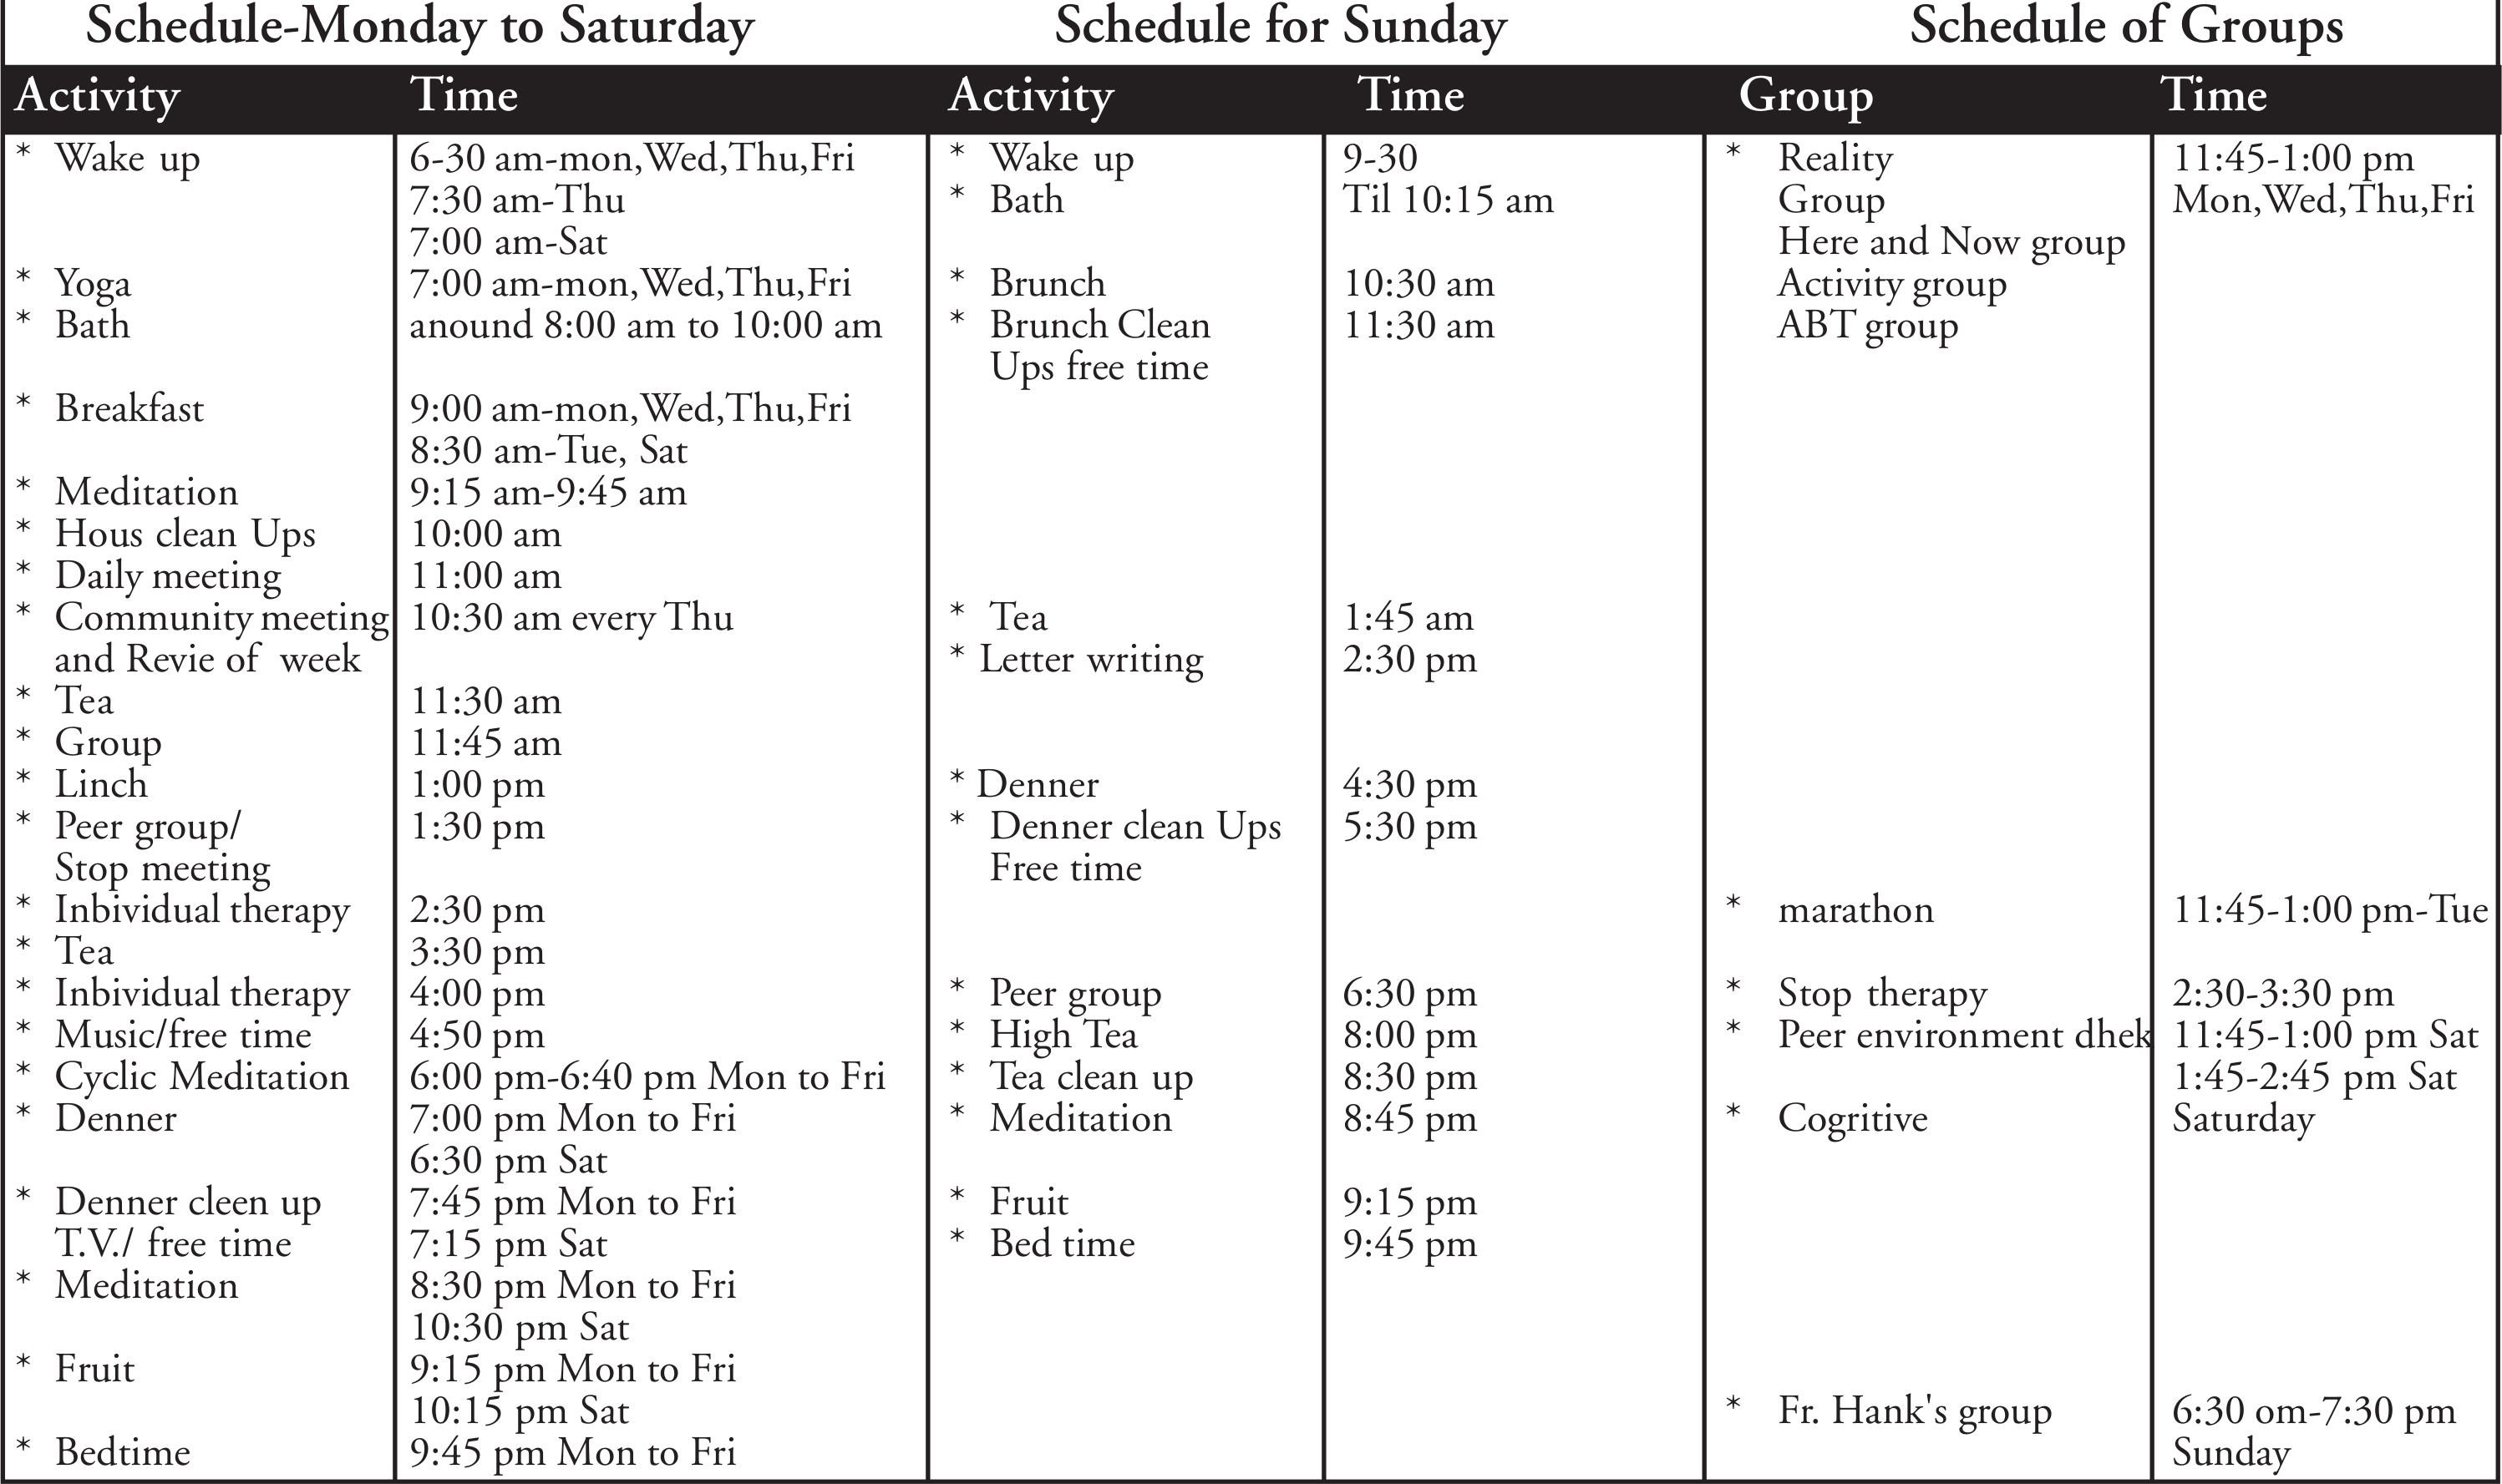 Schedule-Monday to Saturday Schedule for Sunday Schedule of Groups
Activity Time Activity Time Group Time
* Wake up 6-30 am-mon,Wed,Thu,Fri * Wake up 9-30 * Reality 11:45-1:00 pm
7:30 am-Thu * Bath Til 10:15 am Group Mon,Wed,Thu,Fri
7:00 am-Sat Here and Now group
* Yoga 7:00 am-mon,Wed,Thu,Fri * Brunch 10:30 am Activity group
* Bath anound 8:00 am to 10:00 am * Brunch Clean 11:30 am ABT group
Ups free time
* Breakfast 9:00 am-mon,Wed,Thu,Fri
8:30 am-Tue, Sat
* Meditation 9:15 am-9:45 am
* Hous clean Ups 10:00 am
* Daily meeting 11:00 am
* Community meeting 10:30 am every Thu * Tea 1:45 am
and Revie of week * Letter writing 2:30 pm
* Tea 11:30 am
* Group 11:45 am
* Linch 1:00 pm * Denner 4:30 pm
* Peer group/ 1:30 pm * Denner clean Ups 5:30 pm
Stop meeting Free time
* Inbividual therapy 2:30 pm * marathon 11:45-1:00 pm-Tue
* Tea 3:30 pm
* Inbividual therapy 4:00 pm * Peer group 6:30 pm * Stop therapy 2:30-3:30 pm
* Music/free time 4:50 pm * High Tea 8:00 pm * Peer environment dhek 11:45-1:00 pm Sat
* Cyclic Meditation 6:00 pm-6:40 pm Mon to Fri * Tea clean up 8:30 pm 1:45-2:45 pm Sat
* Denner 7:00 pm Mon to Fri * Meditation 8:45 pm * Cogritive Saturday
6:30 pm Sat
* Denner cleen up 7:45 pm Mon to Fri * Fruit 9:15 pm
T.V./ free time 7:15 pm Sat * Bed time 9:45 pm
* Meditation 8:30 pm Mon to Fri
10:30 pm Sat
* Fruit 9:15 pm Mon to Fri
10:15 pm Sat * Fr. Hank's group 6:30 om-7:30 pm
* Bedtime 9:45 pm Mon to Fri Sunday